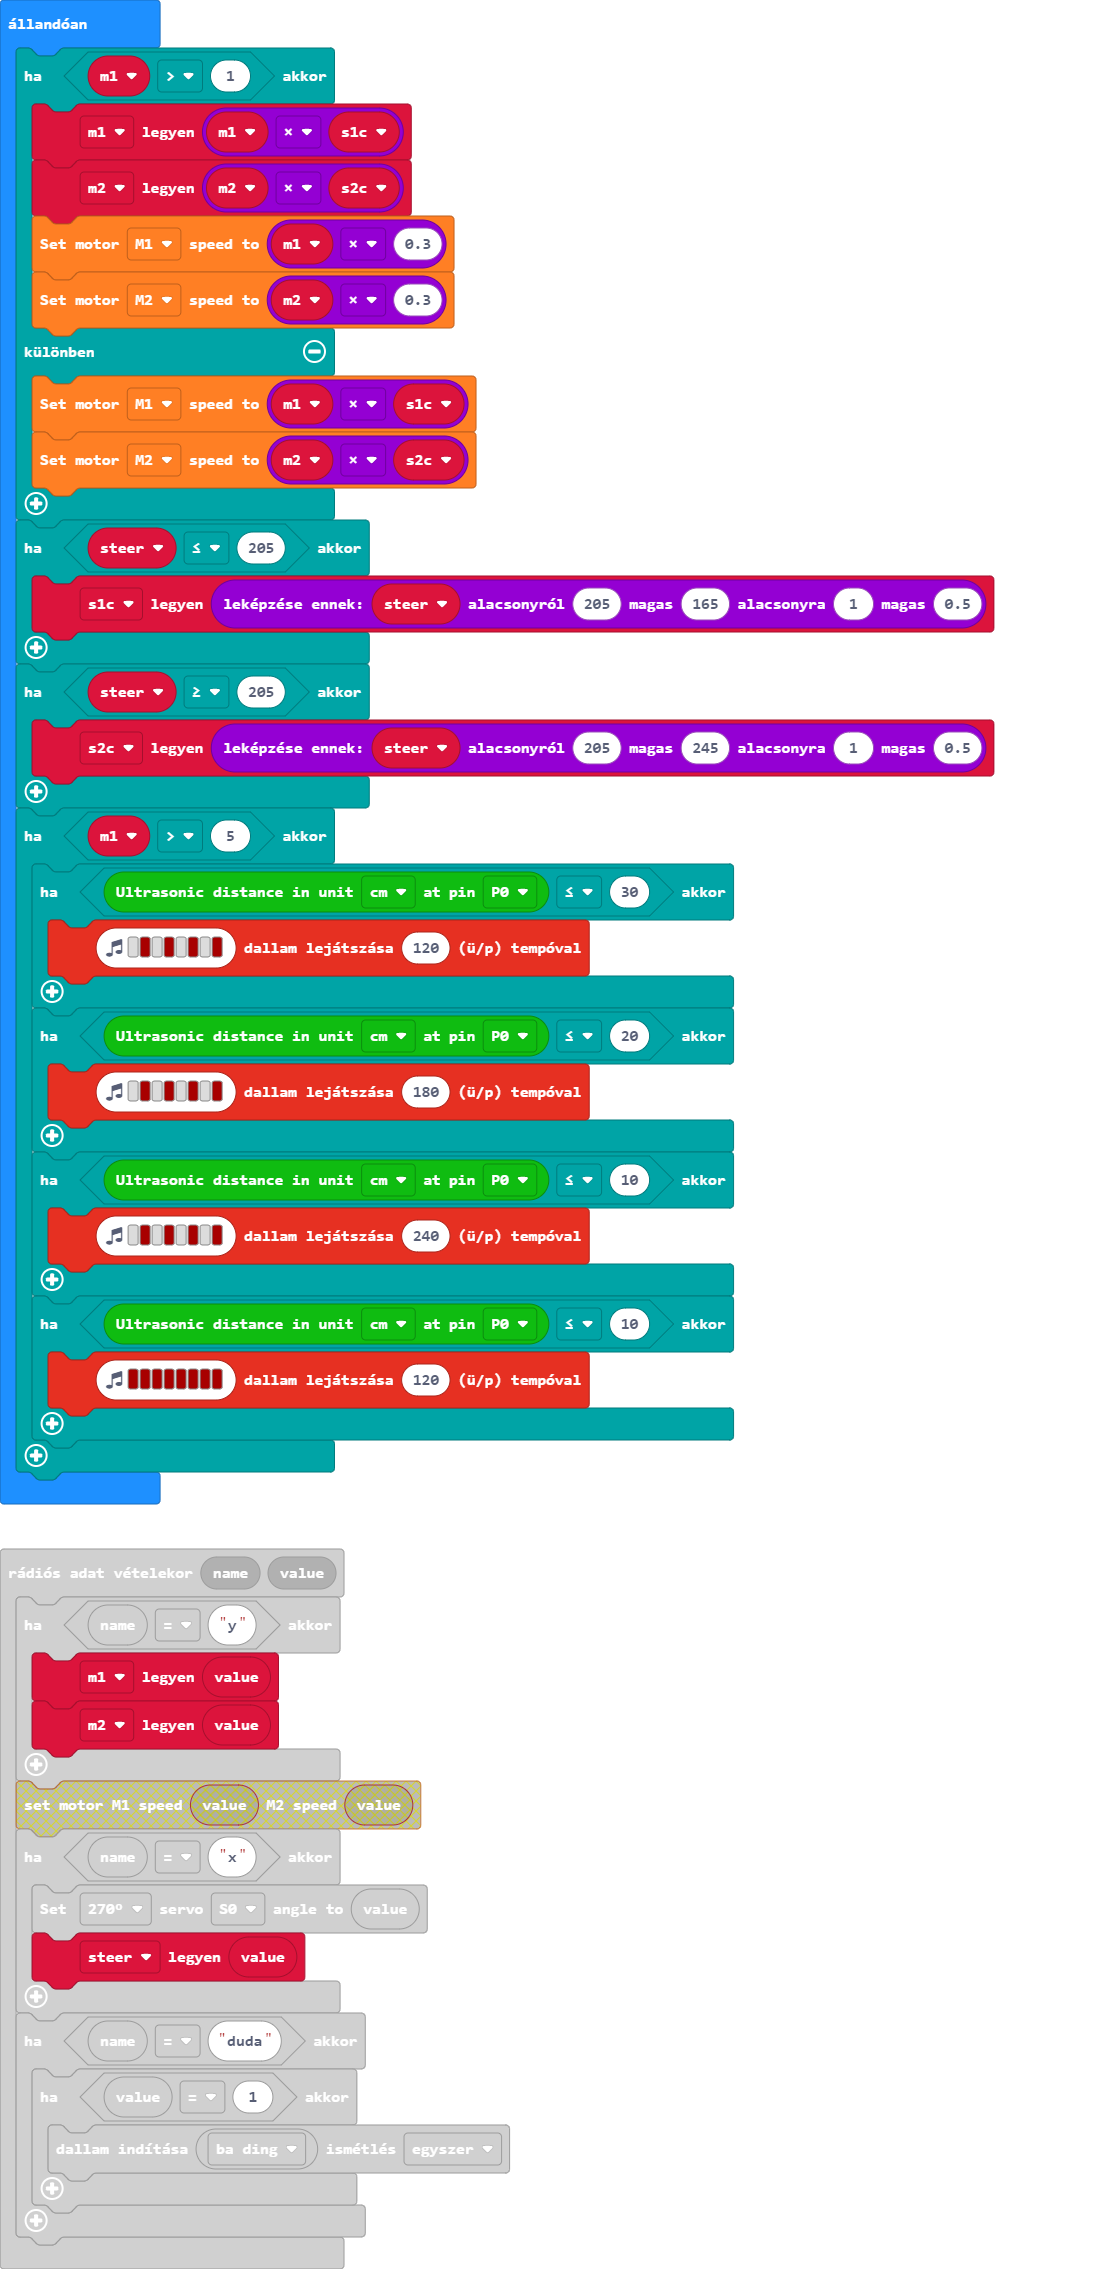 állandóan
ha m1 > 1 akkor
m1 legyen m1 × s1c
m2 legyen m2 × s2c
Set motor M1 speed to m1 × 0.3
Set motor M2 speed to m2 × 0.3
különben
Set motor M1 speed to m1 × s1c
Set motor M2 speed to m2 × s2c
ha steer ≤ 205 akkor
s1c legyen leképzése ennek: steer alacsonyról 205 magas 165 alacsonyra 1 magas 0.5
ha steer ≥ 205 akkor
s2c legyen leképzése ennek: steer alacsonyról 205 magas 245 alacsonyra 1 magas 0.5
ha m1 > 5 akkor
ha Ultrasonic distance in unit cm at pin P0 ≤ 30 akkor
dallam lejátszása 120 (ü/p) tempóval
ha Ultrasonic distance in unit cm at pin P0 ≤ 20 akkor
dallam lejátszása 180 (ü/p) tempóval
ha Ultrasonic distance in unit cm at pin P0 ≤ 10 akkor
dallam lejátszása 240 (ü/p) tempóval
ha Ultrasonic distance in unit cm at pin P0 ≤ 10 akkor
dallam lejátszása 120 (ü/p) tempóval
rádiós adat vételekor name value
ha name = "y" akkor
m1 legyen value
m2 legyen value
set motor M1 speed value M2 speed value
ha name = "x" akkor
Set 270º servo S0 angle to value
steer legyen value
ha name = "duda" akkor
ha value = 1 akkor
dallam indítása ba ding ismétlés egyszer